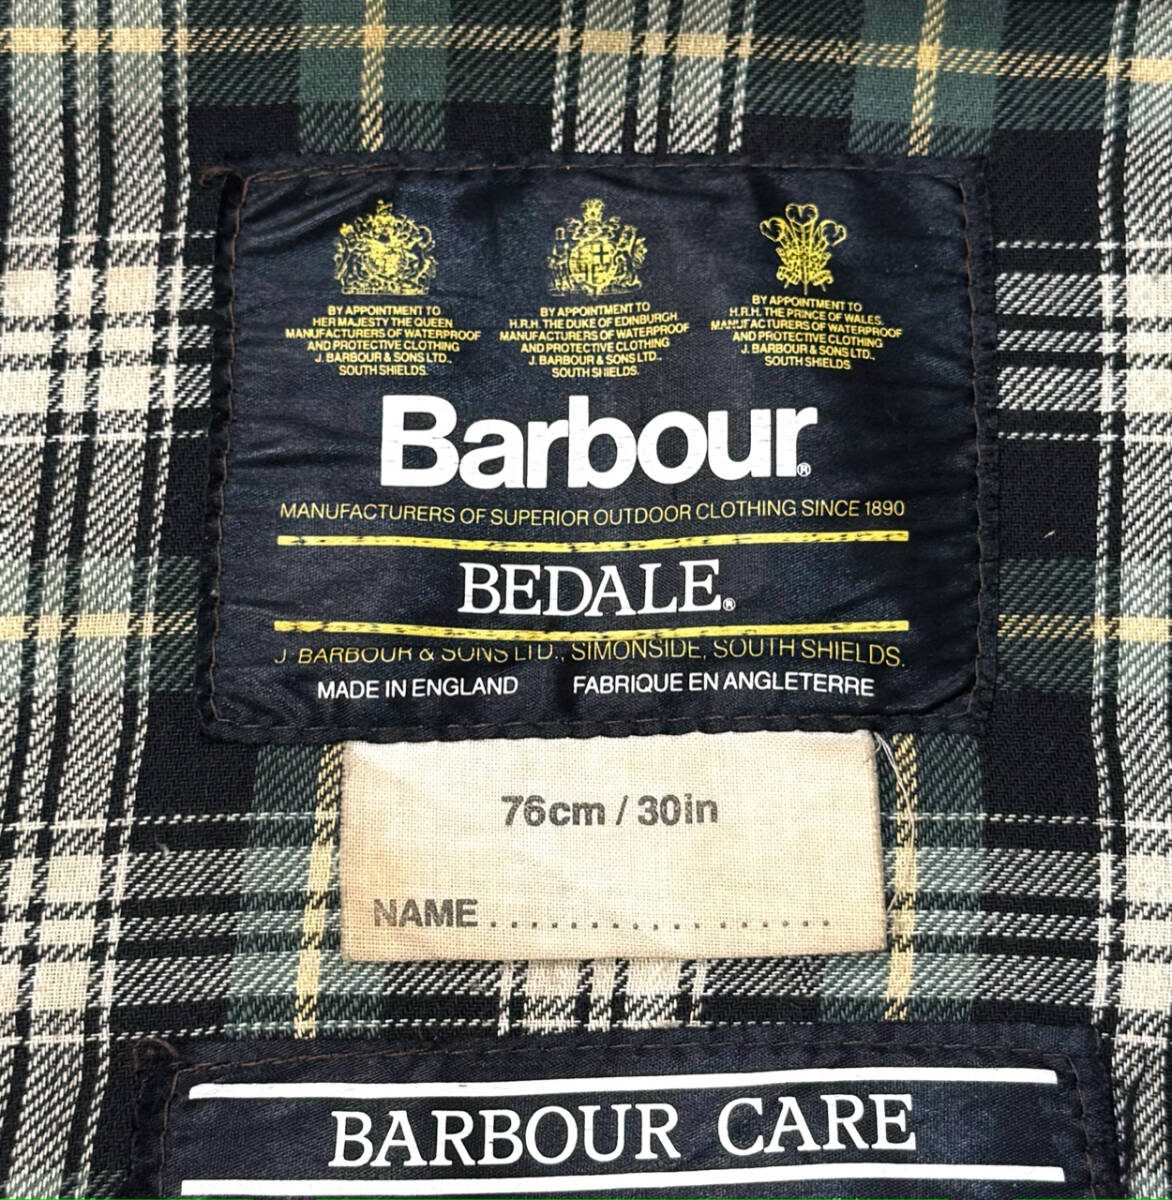 BY APPOINTMENT TO
HER MAJESTY THE QUEEN
MANUFACTURERS OF WATERPROOF
AND PROTECTIVE CLOTHING
J. BARBOUR & SONS LTD.
SOUTH SHIELDS.
BY APPOINTMENT TO
H.R.H. THE DUKE OF EDINBURGH
MANUFACTURERS OF WATERPROOF
AND PROTECTIVE CLOTHING
J. BARBOUR & SONS LTD.,
SOUTH SHIELDS.
BY APPOINTMENT TO
H.R.H. THE PRINCE OF WALES.
MANUFACTURERS OF WATERPROOF
AND PROTECTIVE CLOTHING
J. BARBOUR & SONS LTD.,
SOUTH SHIELDS
Barbour®
MANUFACTURERS OF SUPERIOR OUTDOOR CLOTHING SINCE 1890
BEDALE®
J. BARBOUR & SONS LTD., SIMONSIDE, SOUTH SHIELDS.
MADE IN ENGLAND FABRIQUE EN ANGLETERRE
76cm / 30in
NAME..................
BARBOUR CARE